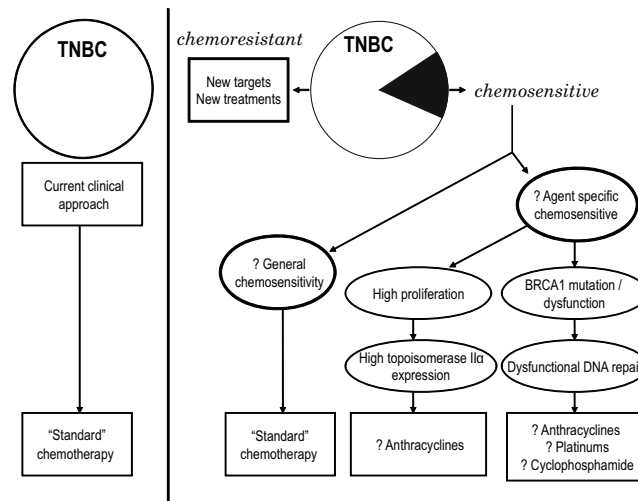 TNBC
Current clinical
approach
“Standard”
chemotherapy
chemoresistant
New targets
New treatments
TNBC
chemosensitive
? Agent specific
chemosensitive
? General
chemosensitivity
High proliferation
BRCA1 mutation /
dysfunction
High topoisomerase IIα
expression
Dysfunctional DNA repair
“Standard”
chemotherapy
? Anthracyclines
? Anthracyclines
? Platinums
? Cyclophosphamide